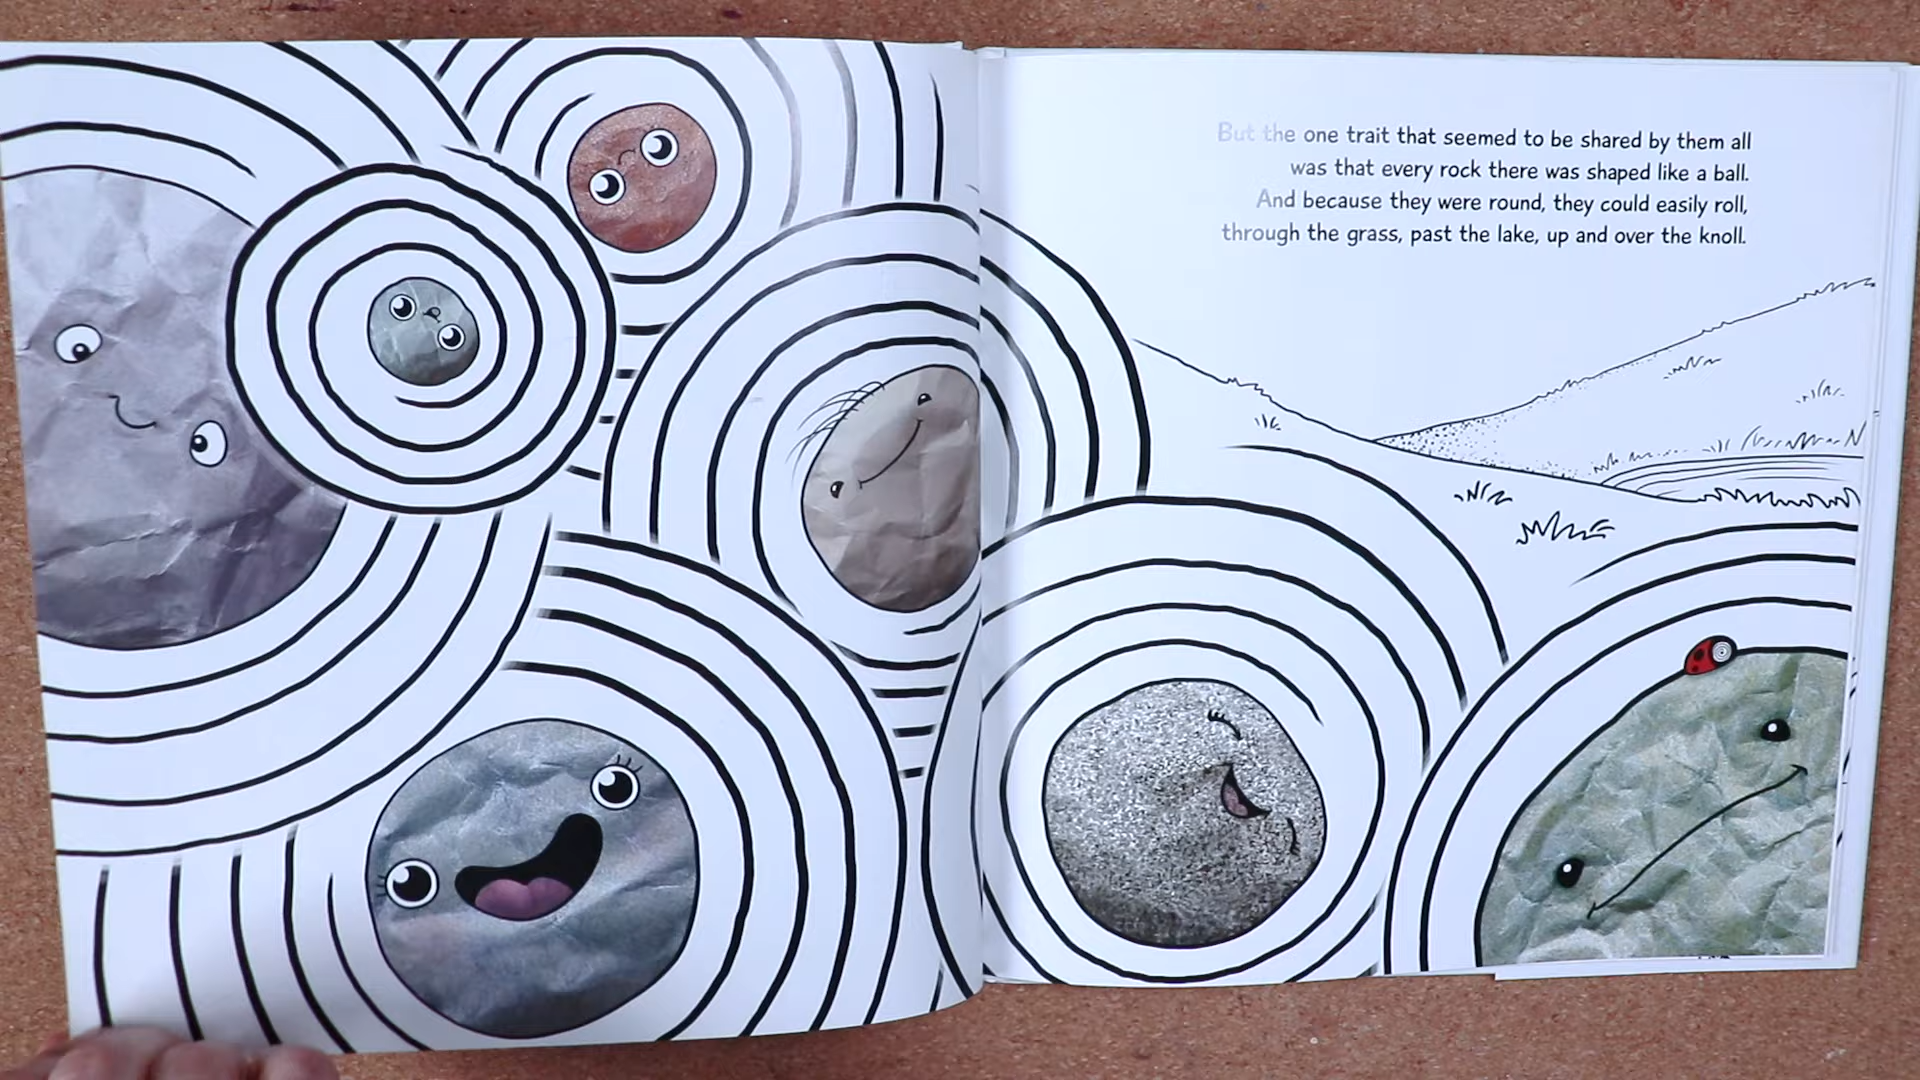 But the one trait that seemed to be shared by them all
was that every rock there was shaped like a ball.
And because they were round, they could easily roll,
through the grass, past the lake, up and over the knoll.